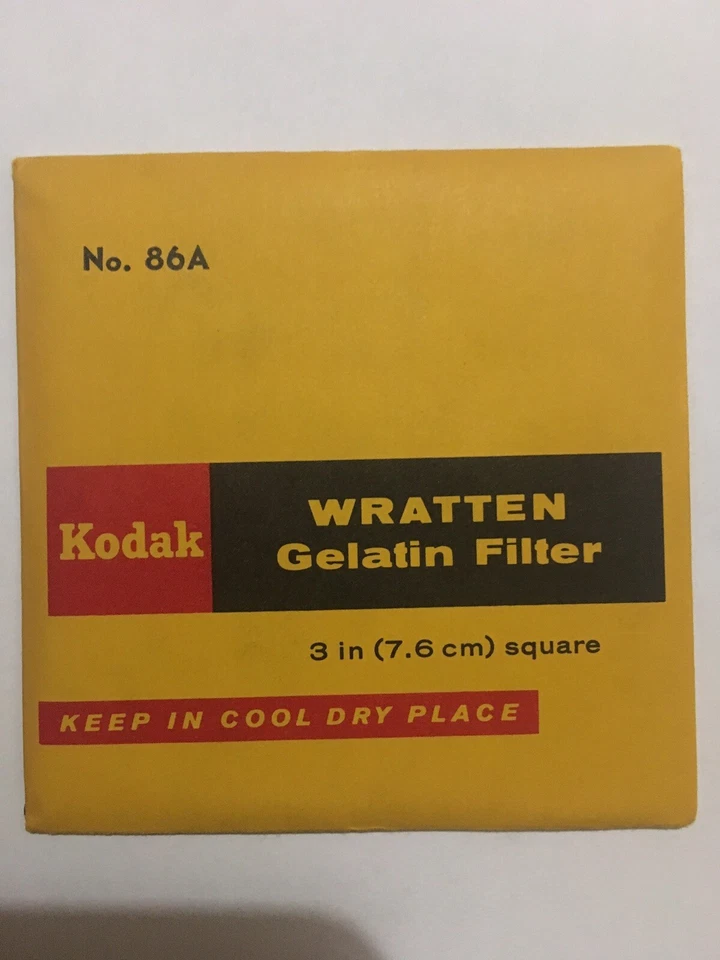 No. 86A
Kodak
WRATTEN
Gelatin Filter
3 in (7.6 cm) square
KEEP IN COOL DRY PLACE